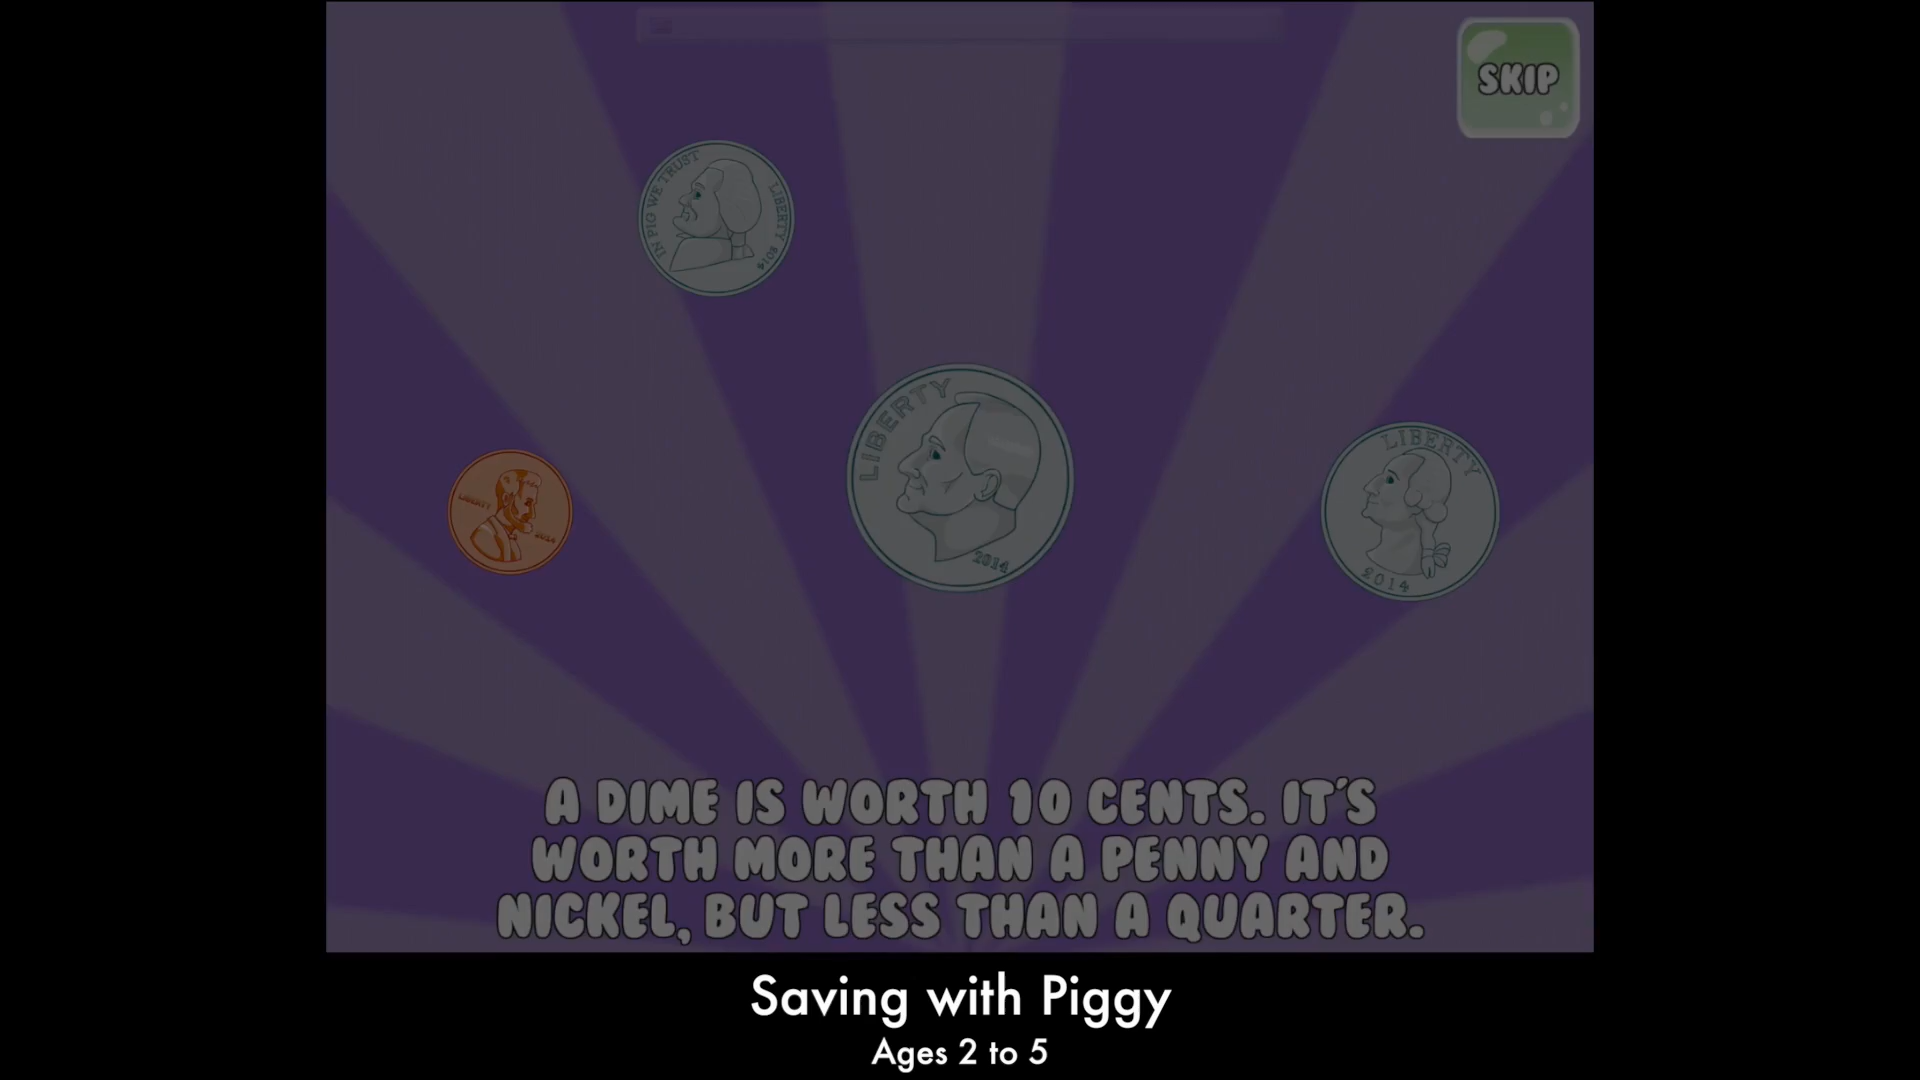 SKIP
IN PIG WE TRUST
LIBERTY 2014
LIBERTY
2014
LIBERTY
2014
LIBERTY
2014
A DIME IS WORTH 10 CENTS. IT'S
WORTH MORE THAN A PENNY AND
NICKEL, BUT LESS THAN A QUARTER.
Saving with Piggy
Ages 2 to 5